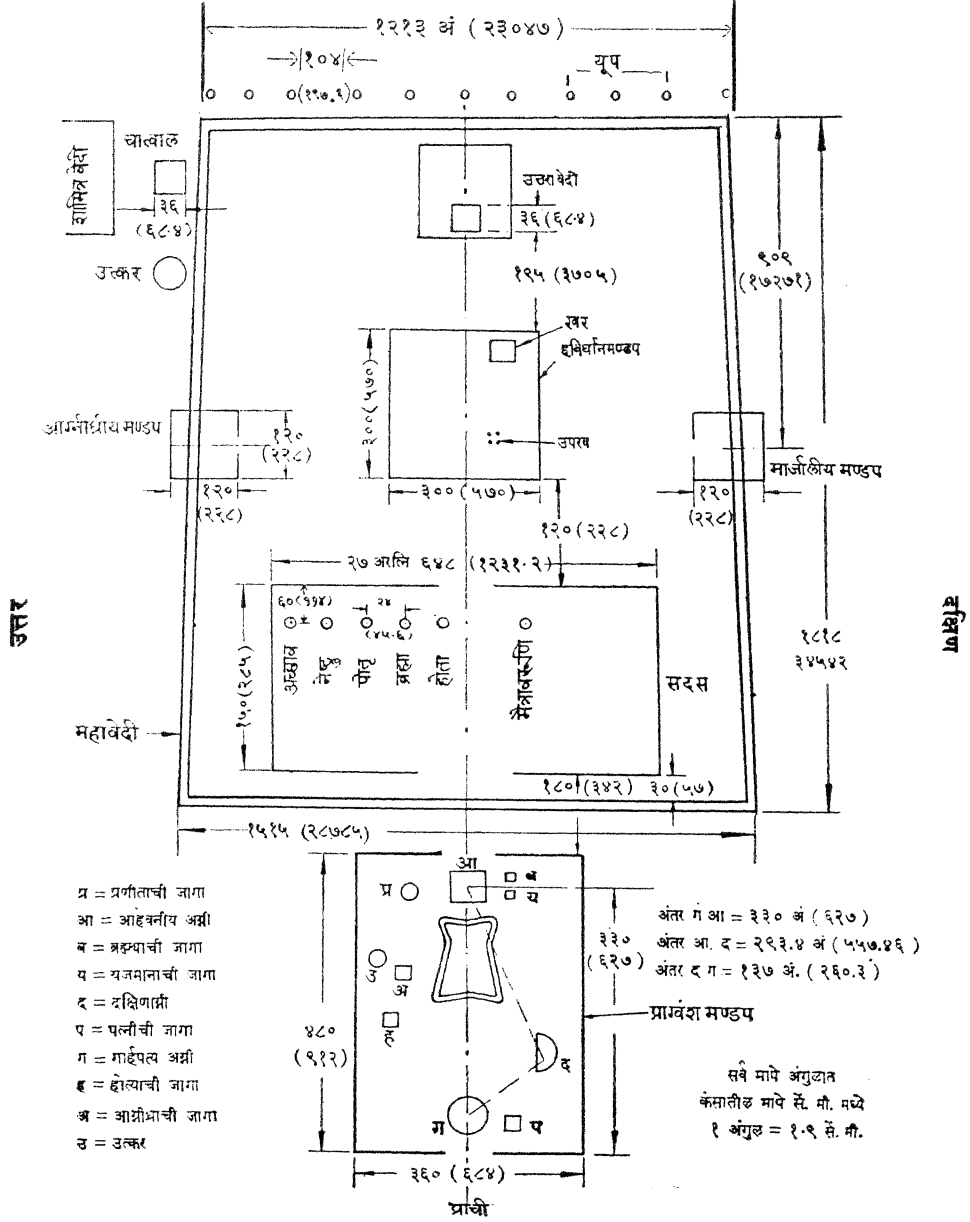 १२१३ अं (२३०४७)
१०४
(१९७.६)
यूप
शामित्र वेदी
चात्वाल
३६
(६८.४)
उत्कर
उत्तरावेदी
३६ (६८.४)
१९५ (३७०५)
९०९
(१७२७१)
खर
हविर्धानमण्डप
३०० (५७०)
उपरव
३०० (५७०)
आग्नीध्रीय मण्डप
१२०
(२२८)
१२०
(२२८)
मार्जालीय मण्डप
१२०
(२२८)
१२० (२२८)
२७ अरत्नि ६४८ (१२३१.२)
६० (११४)
२४
(४५.६)
अच्छाव
नेष्टृ
पोतृ
ब्रह्मा
होता
मैत्रावरूणि
१५० (२८५)
सदस
उत्तर
दक्षिण
१८१८
३४५४२
महावेदी
१८० (३४२)
३० (५७)
१५१५ (२८७८५)
आ
प्र
ब
य
उ
अ
ह
द
ग
प
३३०
(६२७)
४८०
(९१२)
प्राग्वंश मण्डप
३६० (६८४)
प्राची
प्र = प्रणीताची जागा
आ = आहवनीय अग्नी
ब = ब्रह्म्याची जागा
य = यजमानाची जागा
द = दक्षिणाग्नी
प = पत्नीची जागा
ग = गार्हपत्य अग्नी
ह = होत्याची जागा
अ = आग्नीध्राची जागा
उ = उत्कर
अंतर ग आ = ३३० अं (६२७)
अंतर आ. द = २९३.४ अं (५५७.४६)
अंतर द ग = १३७ अं. (२६०.३)
सर्व मापे अंगुळात
कंसातील मापे सें. मी. मध्ये
१ अंगुळ = १.९ सें. मी.